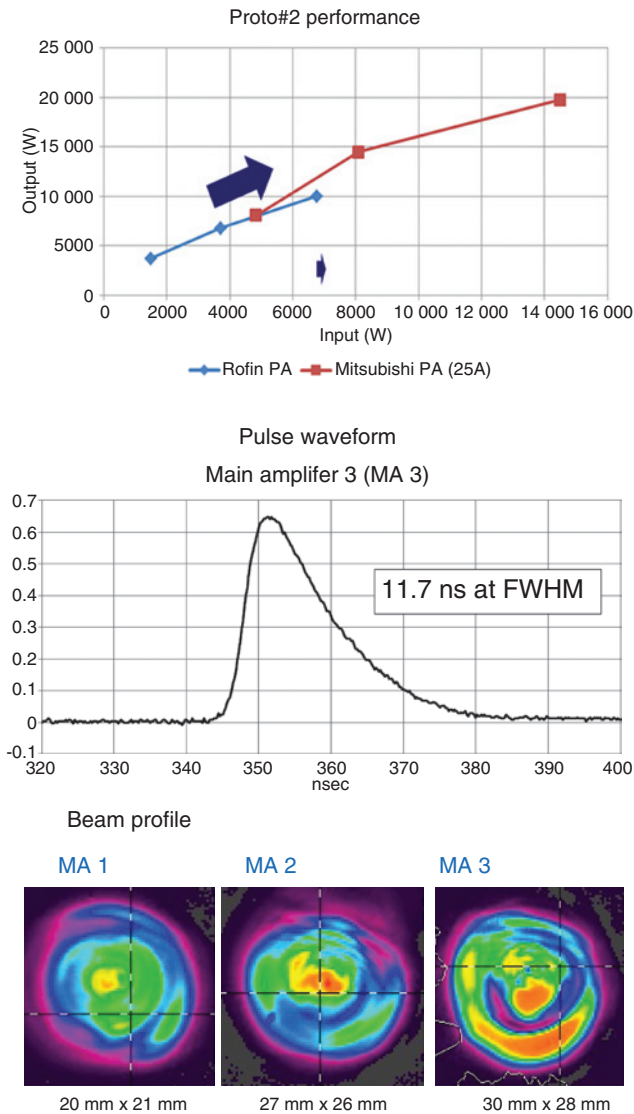 Proto#2 performance
25 000
20 000
15 000
10 000
5000
0
Output (W)
0 2000 4000 6000 8000 10 000 12 000 14 000 16 000
Input (W)
Rofin PA Mitsubishi PA (25A)
Pulse waveform
Main amplifer 3 (MA 3)
0.7
0.6
0.5
0.4
0.3
0.2
0.1
0
-0.1
11.7 ns at FWHM
320 330 340 350 360 370 380 390 400
nsec
Beam profile
MA 1 MA 2 MA 3
20 mm x 21 mm 27 mm x 26 mm 30 mm x 28 mm